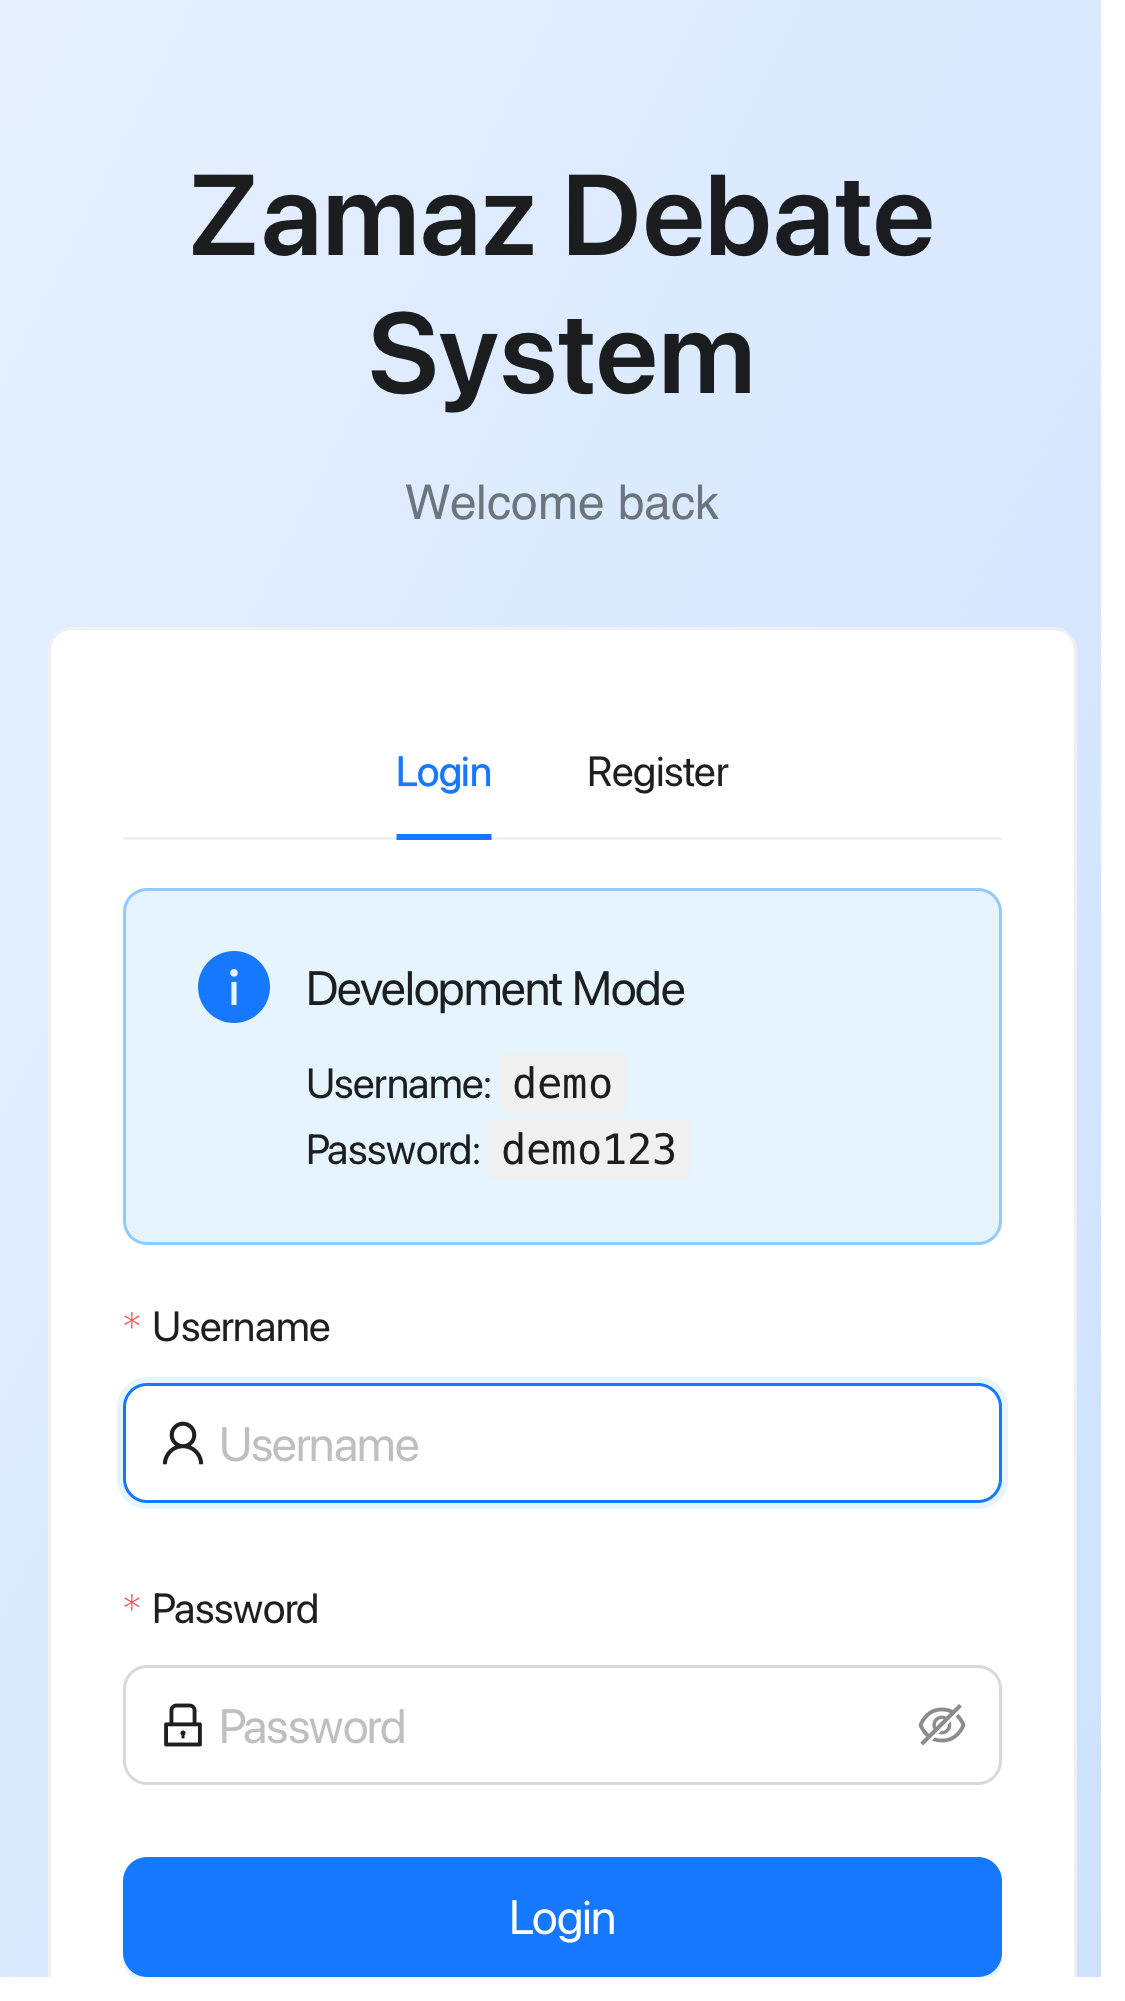 Zamaz Debate
System
Welcome back
Login Register
Development Mode
Username: demo
Password: demo123
* Username
Username
* Password
Password
Login